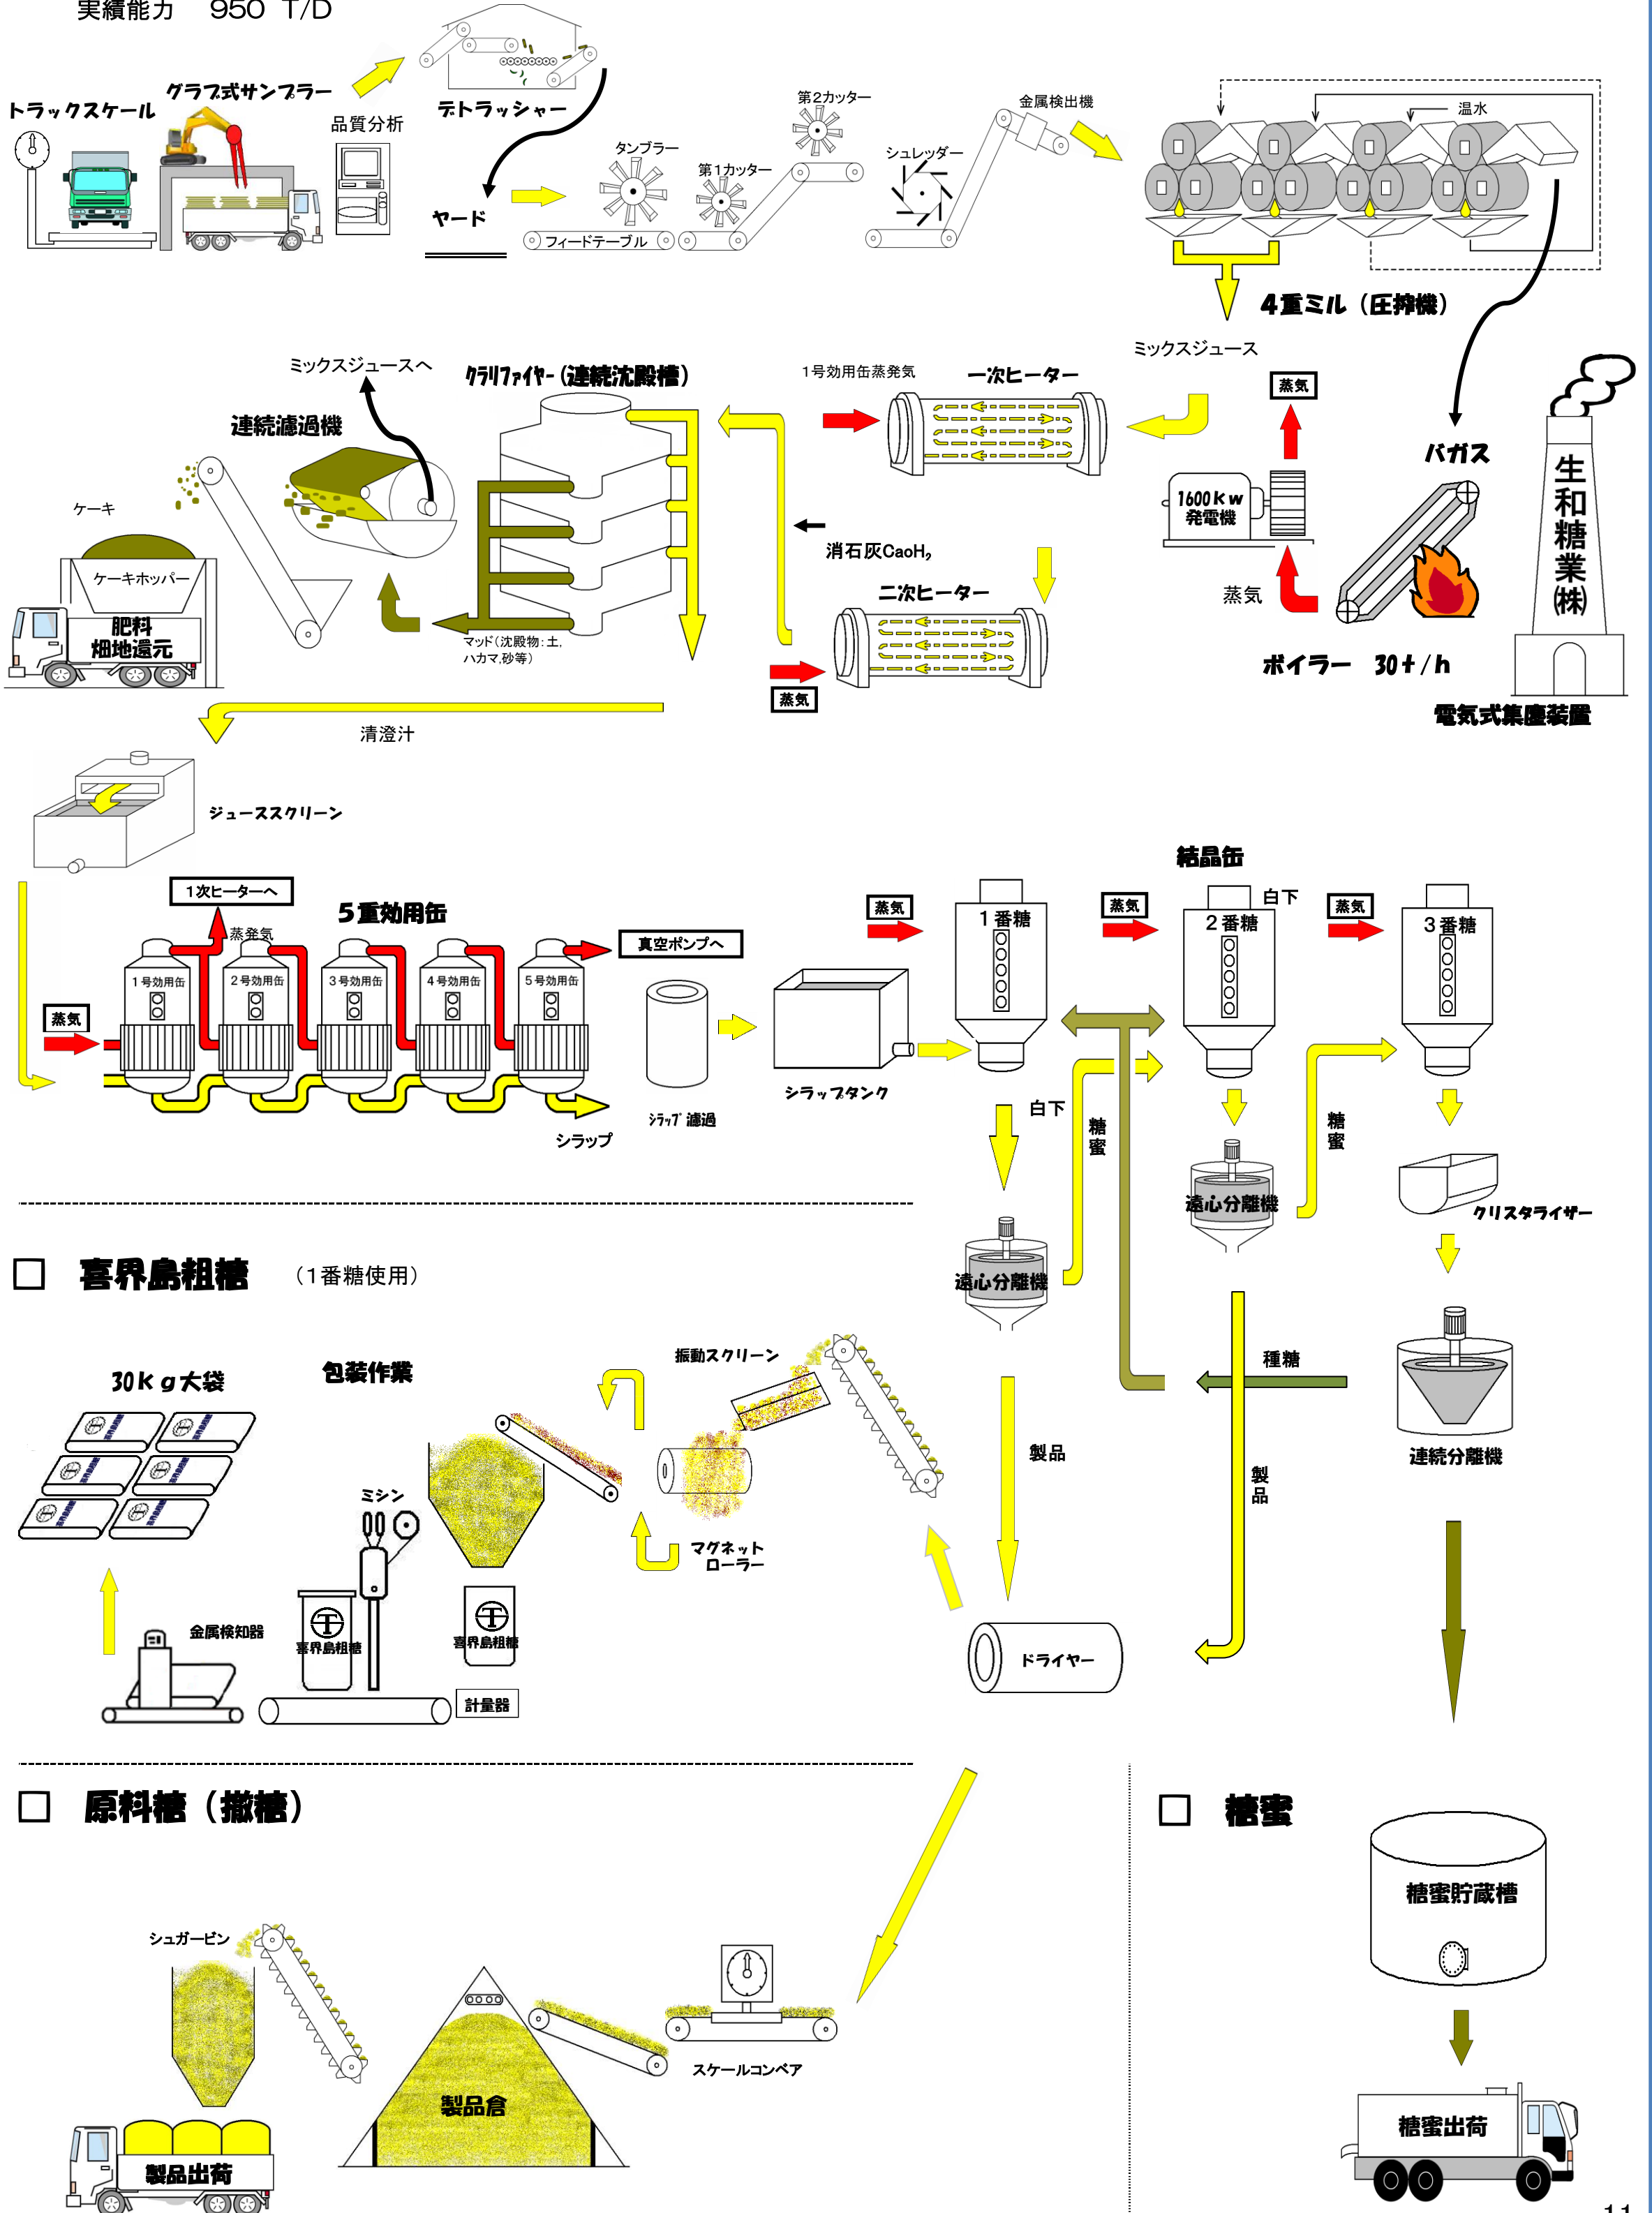 実績能力　950 T/D
トラックスケール
グラブ式サンプラー
品質分析
デトラッシャー
ヤード
タンブラー
フィードテーブル
第1カッター
第2カッター
シュレッダー
金属検出機
温水
4重ミル（圧搾機）
ミックスジュース
ミックスジュースへ
クラリファイヤー（連続沈殿槽）
1号効用缶蒸発気
一次ヒーター
蒸気
連続濾過機
バガス
1600kw
発電機
生和糖業㈱
ケーキ
ケーキホッパー
消石灰CaoH₂
二次ヒーター
蒸気
肥料
畑地還元
マッド（沈殿物：土,
ハカマ,砂等）
蒸気
ボイラー　30t/h
電気式集塵装置
清澄汁
ジューススクリーン
結晶缶
1次ヒーターへ
5重効用缶
蒸発気
真空ポンプへ
蒸気
1番糖
蒸気
2番糖
白下
蒸気
3番糖
1号効用缶
2号効用缶
3号効用缶
4号効用缶
5号効用缶
蒸気
シラップ
シラップ濾過
シラップタンク
白下
糖蜜
糖蜜
遠心分離機
クリスタライザー
遠心分離機
□　喜界島粗糖　（1番糖使用）
30kg大袋
包装作業
振動スクリーン
種糖
製品
製品
連続分離機
ミシン
マグネット
ローラー
金属検知器
喜界島粗糖
喜界島粗糖
計量器
ドライヤー
□　原料糖（撤糖）
□　糖蜜
糖蜜貯蔵槽
シュガービン
スケールコンベア
製品倉
製品出荷
糖蜜出荷
11